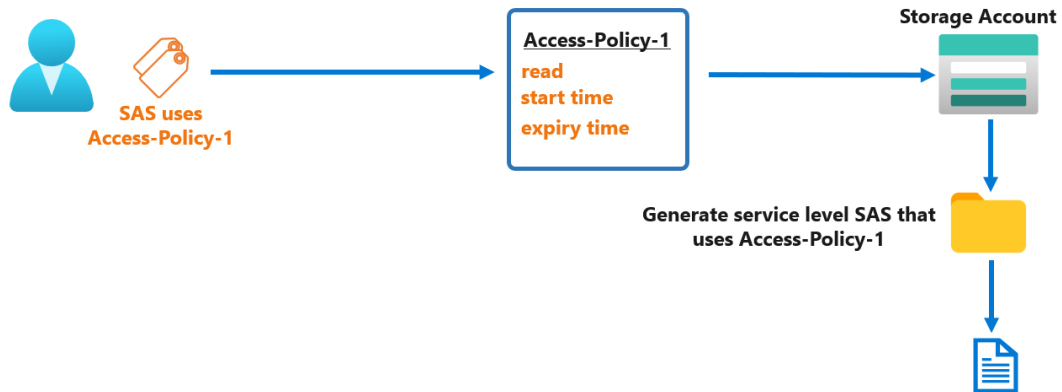 Storage Account
Access-Policy-1
read
start time
expiry time
SAS uses
Access-Policy-1
Generate service level SAS that
uses Access-Policy-1